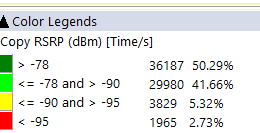 Color Legends
Copy RSRP (dBm) [Time/s]
> -78 36187 50.29%
<= -78 and > -90 29980 41.66%
<= -90 and > -95 3829 5.32%
< -95 1965 2.73%